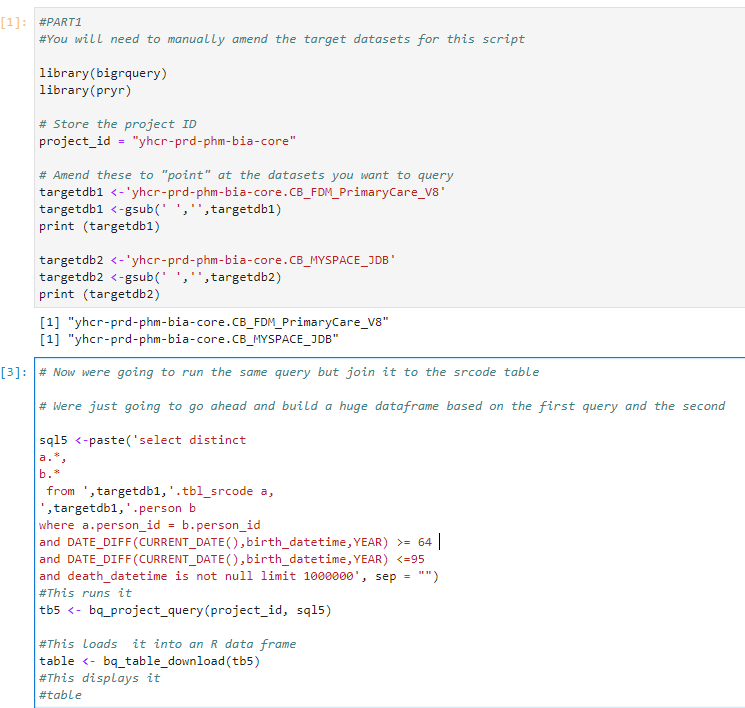 [1]: #PART1
#You will need to manually amend the target datasets for this script
library(bigrquery)
library(pryr)
# Store the project ID
project_id = "yhcr-prd-phm-bia-core"
# Amend these to "point" at the datasets you want to query
targetdb1 <-'yhcr-prd-phm-bia-core.CB_FDM_PrimaryCare_V8'
targetdb1 <-gsub(' ','',targetdb1)
print (targetdb1)
targetdb2 <-'yhcr-prd-phm-bia-core.CB_MYSPACE_JDB'
targetdb2 <-gsub(' ','',targetdb2)
print (targetdb2)
[1] "yhcr-prd-phm-bia-core.CB_FDM_PrimaryCare_V8"
[1] "yhcr-prd-phm-bia-core.CB_MYSPACE_JDB"
[3]: # Now were going to run the same query but join it to the srcode table
# Were just going to go ahead and build a huge dataframe based on the first query and the second
sql5 <-paste('select distinct
a.*,
b.*
from ',targetdb1,'.tbl_srcode a,
',targetdb1,'.person b
where a.person_id = b.person_id
and DATE_DIFF(CURRENT_DATE(),birth_datetime,YEAR) >= 64
and DATE_DIFF(CURRENT_DATE(),birth_datetime,YEAR) <=95
and death_datetime is not null limit 1000000', sep = "")
#This runs it
tb5 <- bq_project_query(project_id, sql5)
#This loads  it into an R data frame
table <- bq_table_download(tb5)
#This displays it
#table